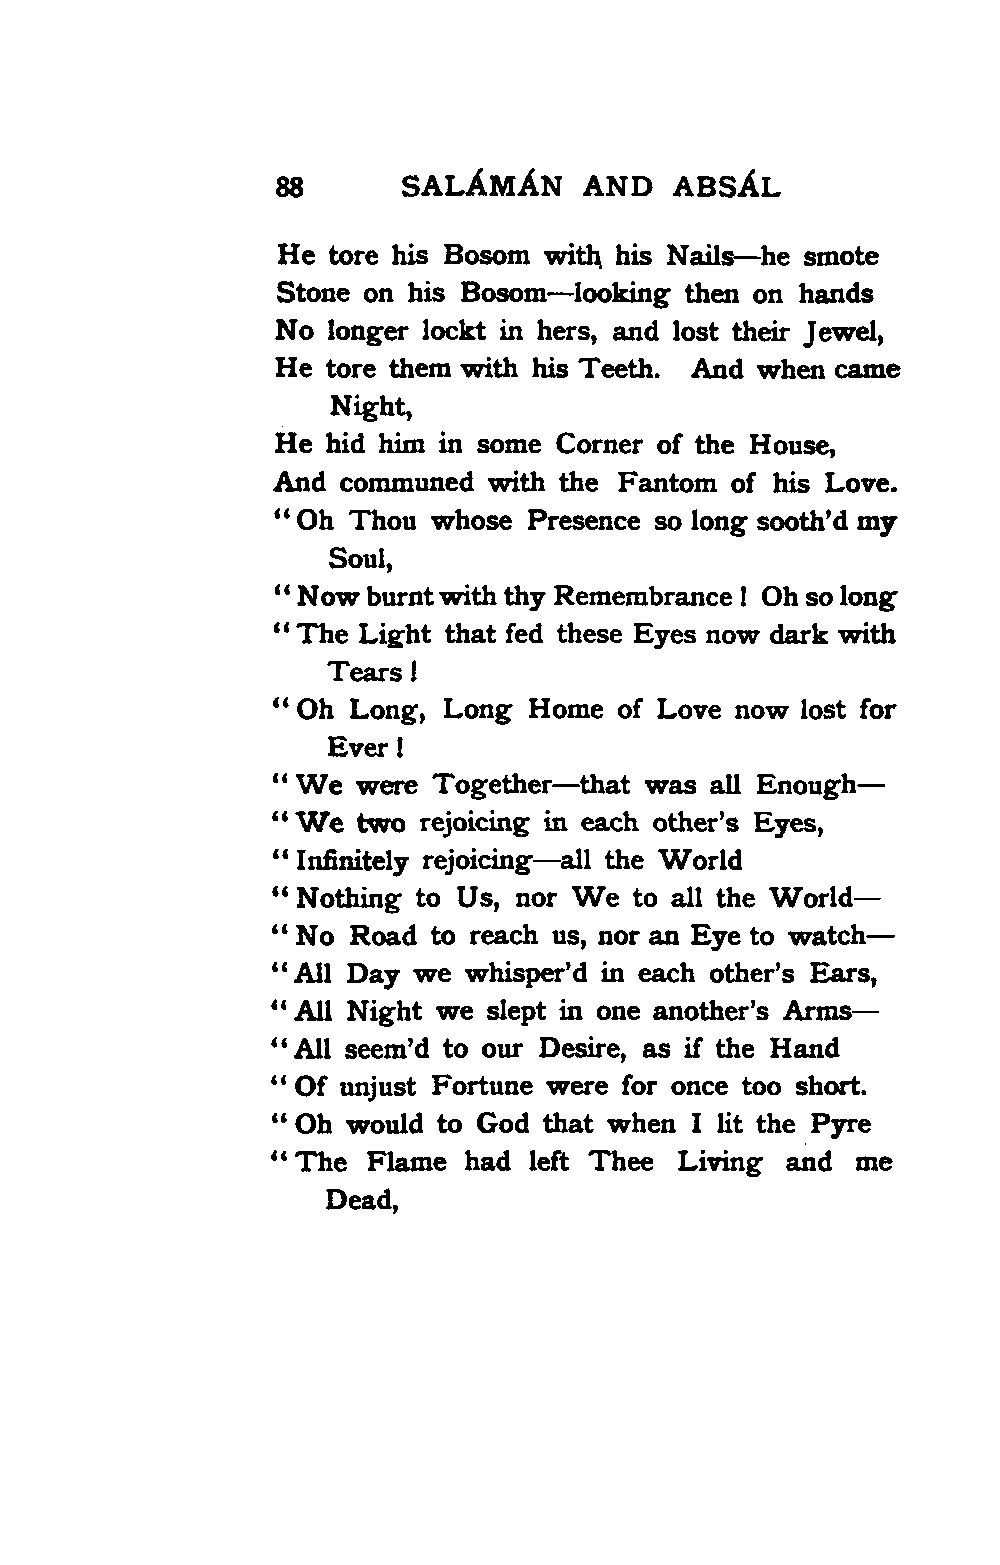 88 SALÁMÁN AND ABSÁL
He tore his Bosom with his Nails—he smote
Stone on his Bosom—looking then on hands
No longer lockt in hers, and lost their Jewel,
He tore them with his Teeth. And when came
Night,
He hid him in some Corner of the House,
And communed with the Fantom of his Love.
“Oh Thou whose Presence so long sooth’d my
Soul,
“Now burnt with thy Remembrance! Oh so long
“The Light that fed these Eyes now dark with
Tears!
“Oh Long, Long Home of Love now lost for
Ever!
“We were Together—that was all Enough—
“We two rejoicing in each other’s Eyes,
“Infinitely rejoicing—all the World
“Nothing to Us, nor We to all the World—
“No Road to reach us, nor an Eye to watch—
“All Day we whisper’d in each other’s Ears,
“All Night we slept in one another’s Arms—
“All seem’d to our Desire, as if the Hand
“Of unjust Fortune were for once too short.
“Oh would to God that when I lit the Pyre
“The Flame had left Thee Living and me
Dead,